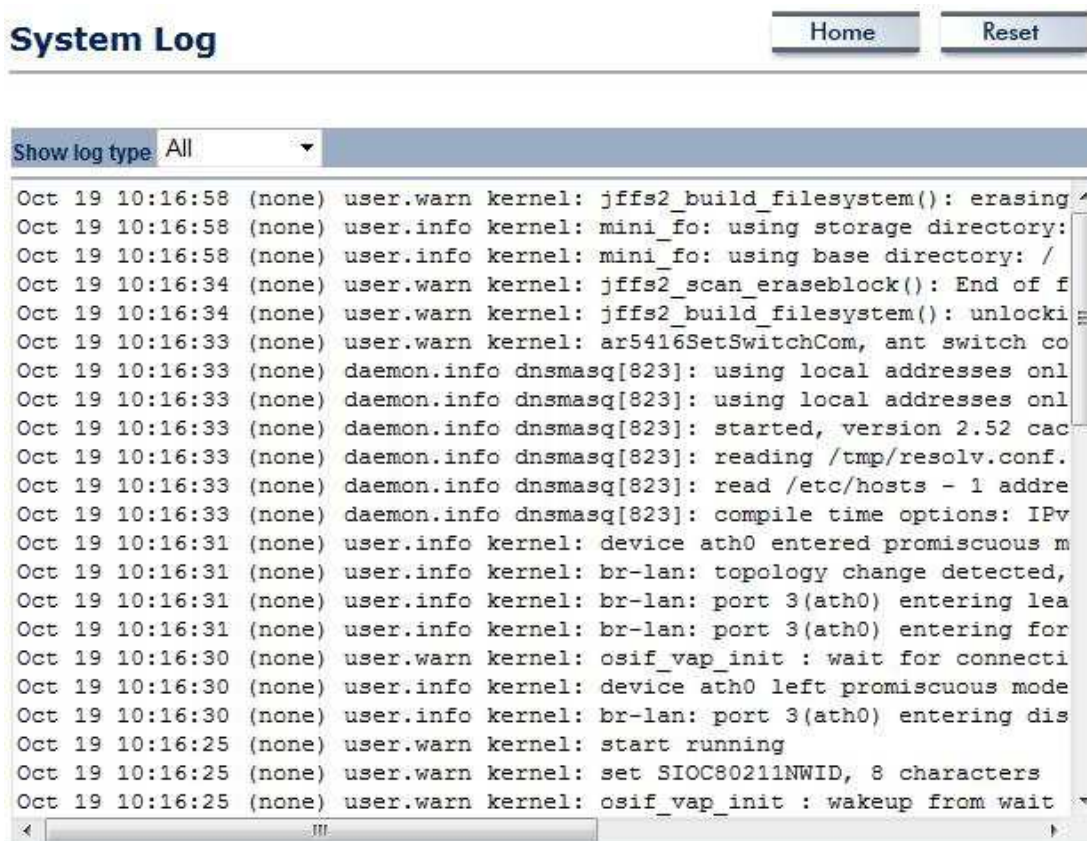 System Log
Home
Reset
Show log type All
Oct 19 10:16:58 (none) user.warn kernel: jffs2_build_filesystem(): erasing
Oct 19 10:16:58 (none) user.info kernel: mini_fo: using storage directory:
Oct 19 10:16:58 (none) user.info kernel: mini_fo: using base directory: /
Oct 19 10:16:34 (none) user.warn kernel: jffs2_scan_eraseblock(): End of f
Oct 19 10:16:34 (none) user.warn kernel: jffs2_build_filesystem(): unlocki
Oct 19 10:16:33 (none) user.warn kernel: ar5416SetSwitchCom, ant switch co
Oct 19 10:16:33 (none) daemon.info dnsmasq[823]: using local addresses onl
Oct 19 10:16:33 (none) daemon.info dnsmasq[823]: using local addresses onl
Oct 19 10:16:33 (none) daemon.info dnsmasq[823]: started, version 2.52 cac
Oct 19 10:16:33 (none) daemon.info dnsmasq[823]: reading /tmp/resolv.conf.
Oct 19 10:16:33 (none) daemon.info dnsmasq[823]: read /etc/hosts - 1 addre
Oct 19 10:16:33 (none) daemon.info dnsmasq[823]: compile time options: IPv
Oct 19 10:16:31 (none) user.info kernel: device ath0 entered promiscuous m
Oct 19 10:16:31 (none) user.info kernel: br-lan: topology change detected,
Oct 19 10:16:31 (none) user.info kernel: br-lan: port 3(ath0) entering lea
Oct 19 10:16:31 (none) user.info kernel: br-lan: port 3(ath0) entering for
Oct 19 10:16:30 (none) user.warn kernel: osif_vap_init : wait for connecti
Oct 19 10:16:30 (none) user.info kernel: device ath0 left promiscuous mode
Oct 19 10:16:30 (none) user.info kernel: br-lan: port 3(ath0) entering dis
Oct 19 10:16:25 (none) user.warn kernel: start running
Oct 19 10:16:25 (none) user.warn kernel: set SIOC80211NWID, 8 characters
Oct 19 10:16:25 (none) user.warn kernel: osif_vap_init : wakeup from wait